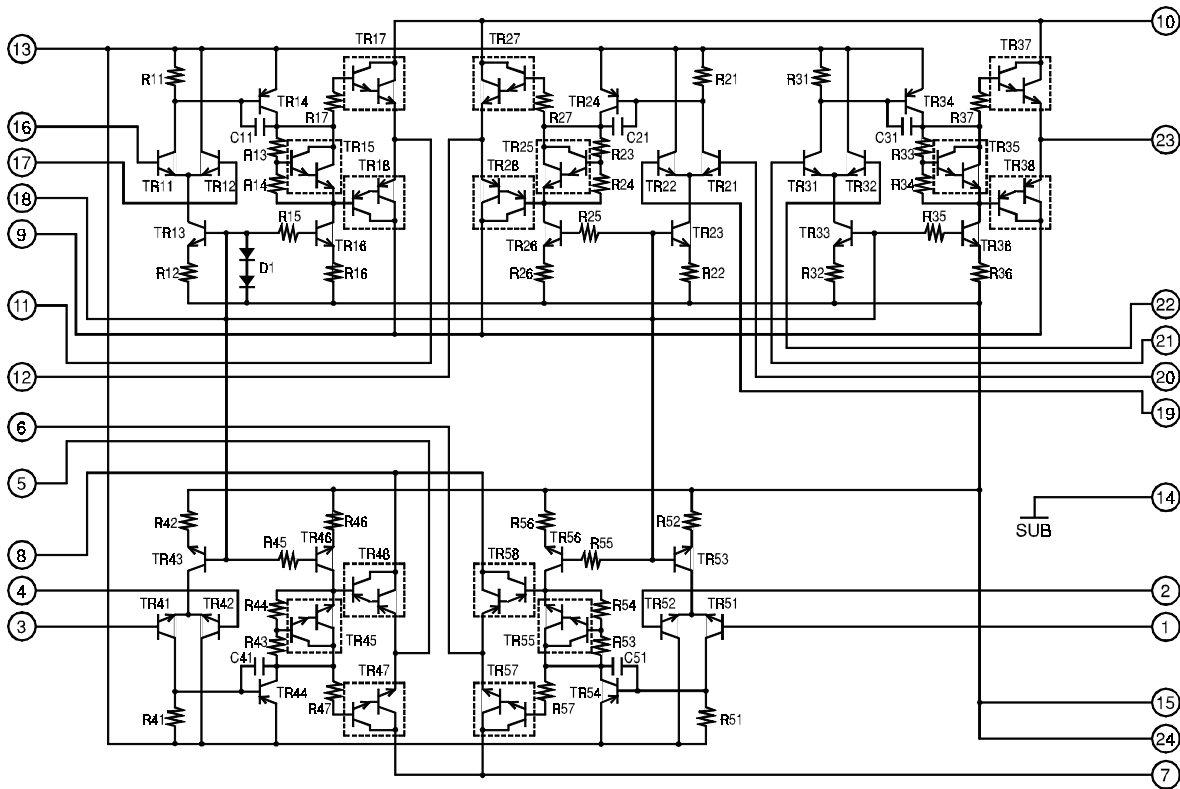 10
TR17 TR27 TR37
13
R11 TR14 R17 R27 TR24 R21 R31 TR34 R37
16 C11 C21 C31 23
R13 TR15 TR25 R23 R33 TR35
17 TR11 TR12 R14 TR18 TR28 R24 TR22 TR21 TR31 TR32 R34 TR38
18
R15 R25 R35
9 TR13 TR16 TR26 TR23 TR33 TR36
R12 D1 R16 R26 R22 R32 R36
11 22
21
12 20
19
6
5
14
R42 R46 R56 R52 SUB
8 TR43 R45 TR46 TR48 TR58 TR56 R55 TR53
4 2
TR41 TR42 R44 R54 TR52 TR51
3 R43 TR45 TR55 R53 1
C41 TR47 TR57 C51
TR44 TR54
R41 R47 R57 R51 15
24
7